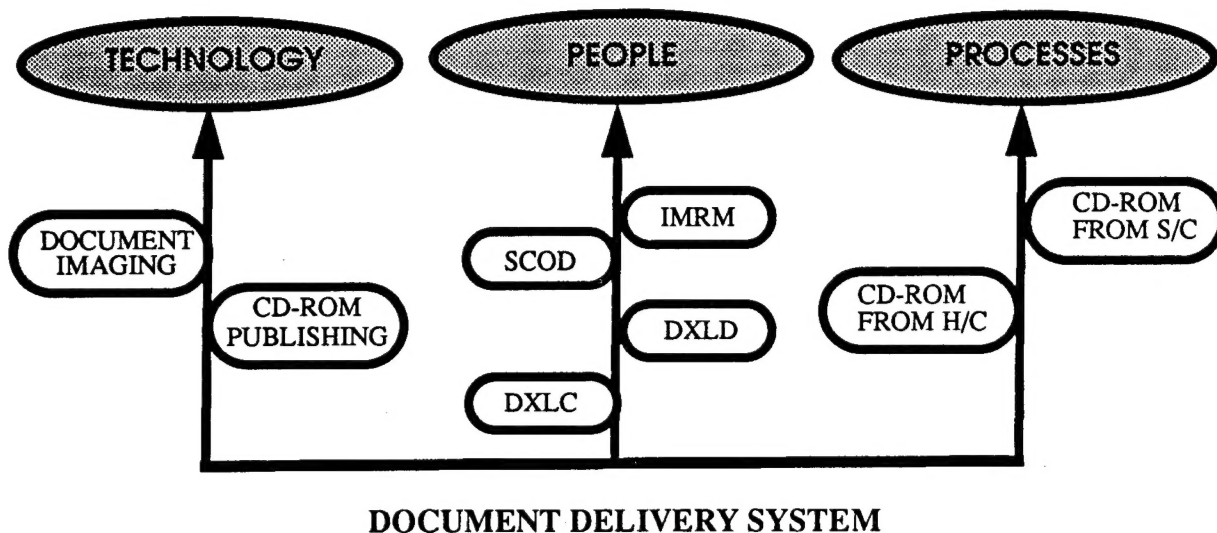 TECHNOLOGY
PEOPLE
PROCESSES
DOCUMENT
IMAGING
CD-ROM
PUBLISHING
IMRM
SCOD
DXLD
DXLC
CD-ROM
FROM S/C
CD-ROM
FROM H/C
DOCUMENT DELIVERY SYSTEM